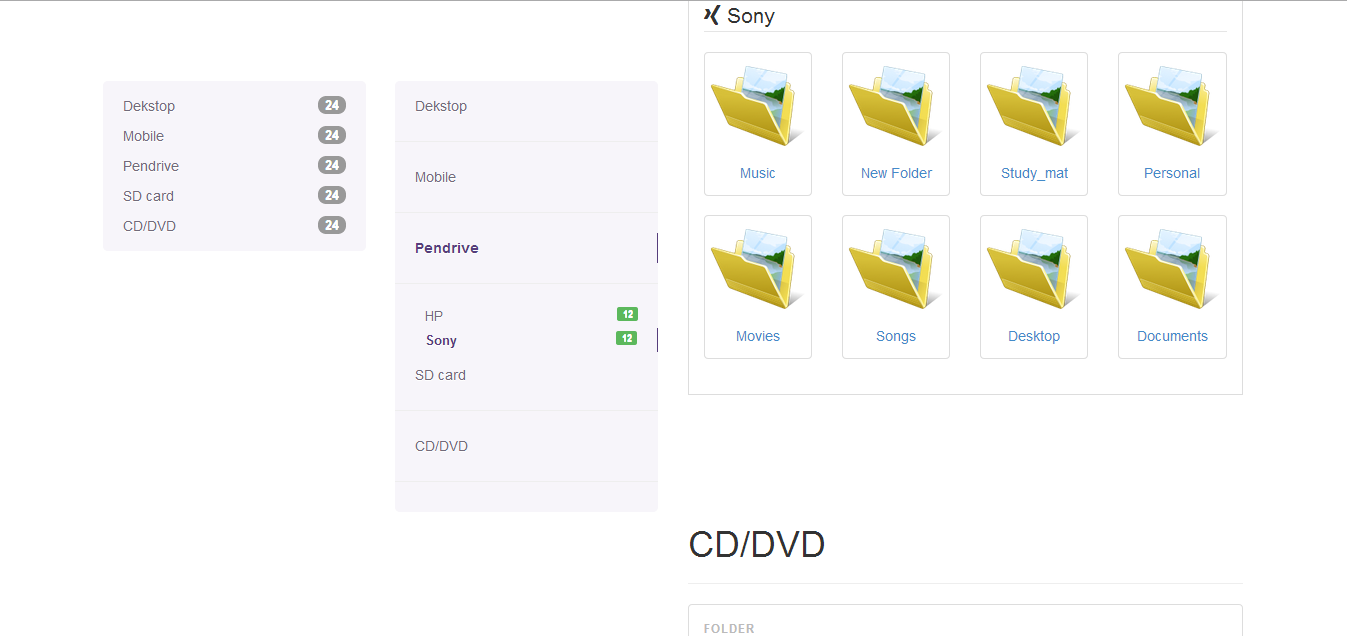 Dekstop 24
Mobile 24
Pendrive 24
SD card 24
CD/DVD 24
Dekstop
Mobile
Pendrive
HP 12
Sony 12
SD card
CD/DVD
Sony
Music New Folder Study_mat Personal
Movies Songs Desktop Documents
CD/DVD
FOLDER